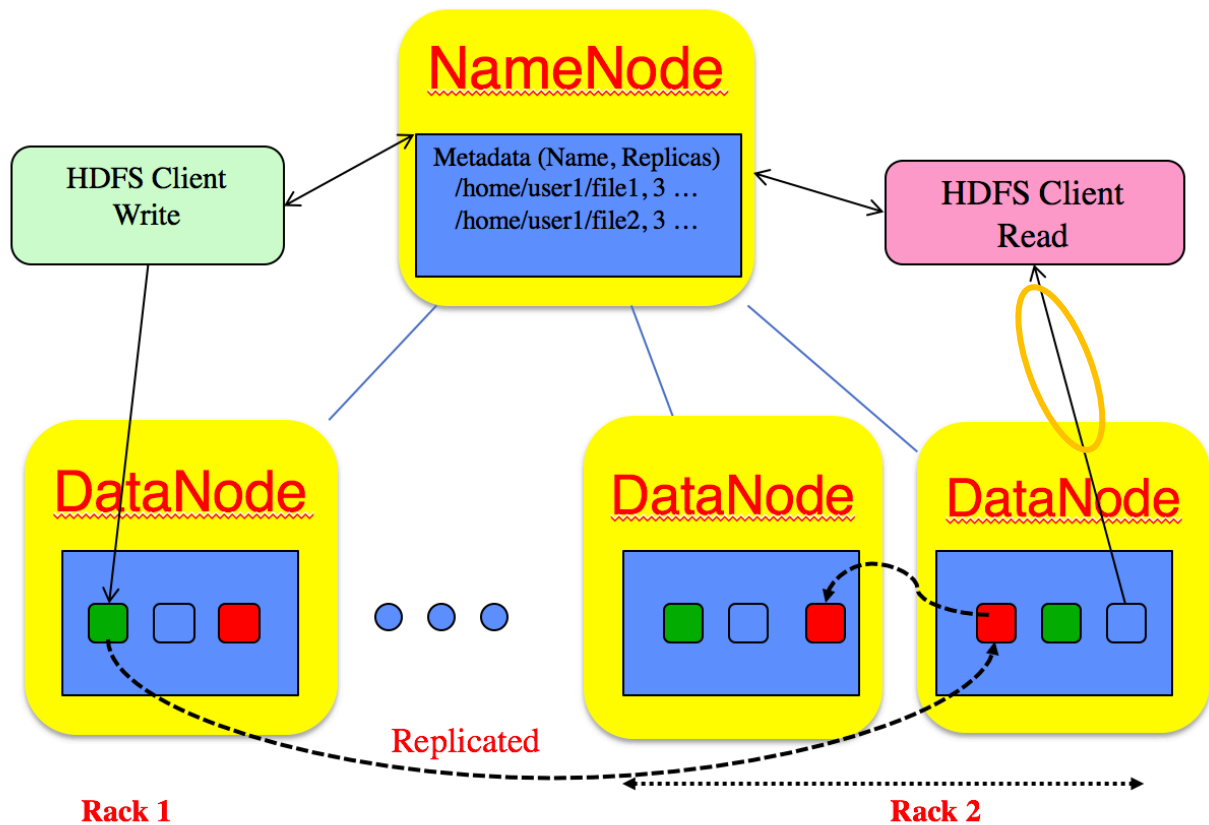 NameNode
Metadata (Name, Replicas)
/home/user1/file1, 3 …
/home/user1/file2, 3 …
HDFS Client
Write
HDFS Client
Read
DataNode
DataNode
DataNode
Replicated
Rack 1
Rack 2